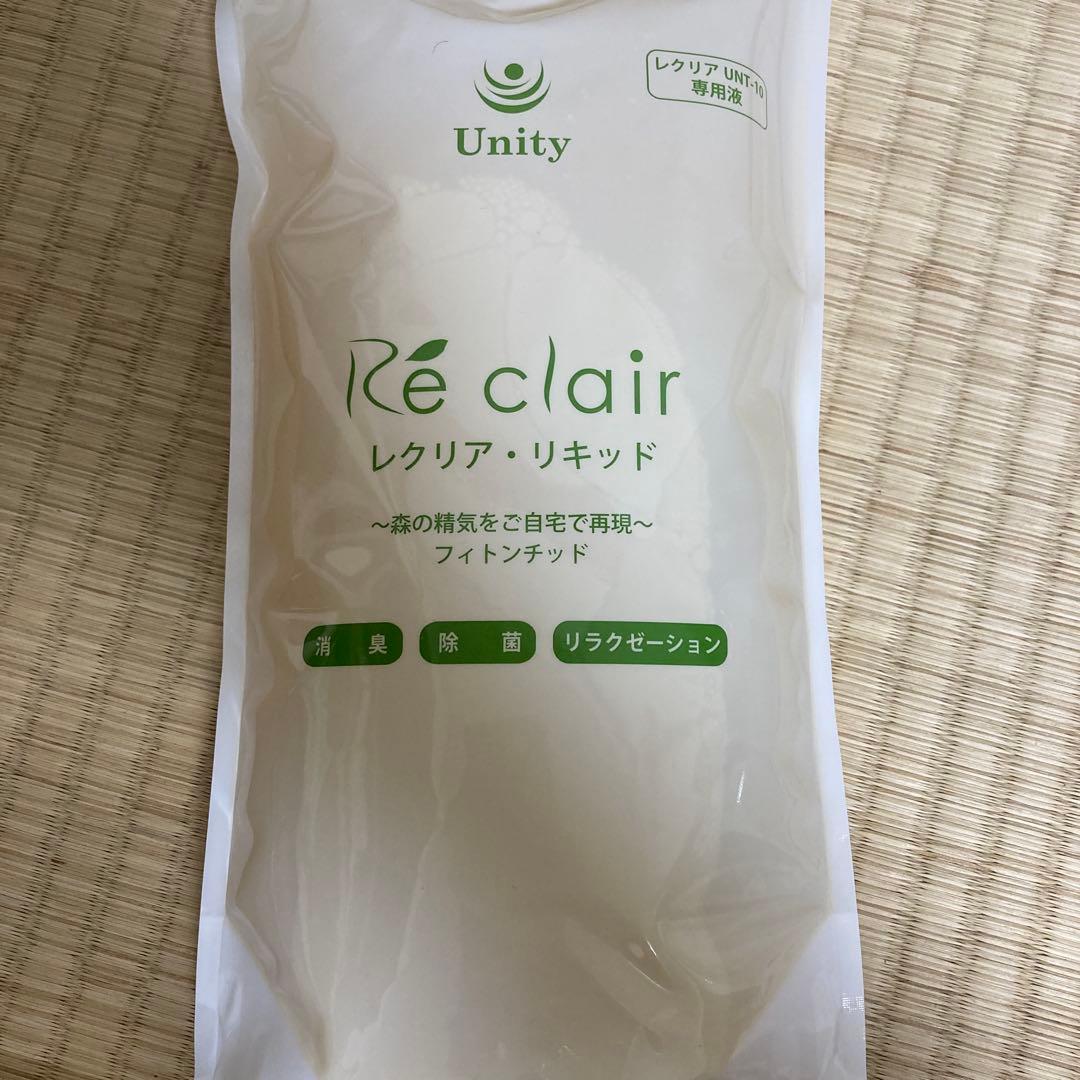 Unity
レクリア UNT-10
専用液
Ré clair
レクリア・リキッド
〜森の精気をご自宅で再現〜
フィトンチッド
消臭 除菌 リラクゼーション